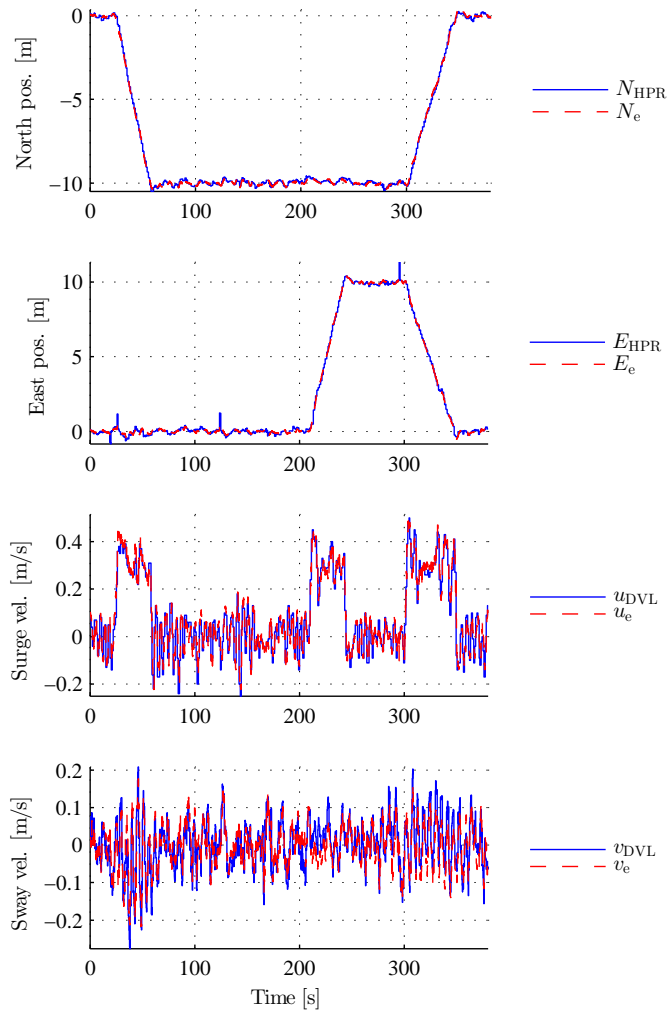 North pos. [m]
0
−5
−10
0
100
200
300
N_HPR
N_e
East pos. [m]
10
5
0
0
100
200
300
E_HPR
E_e
Surge vel. [m/s]
0.4
0.2
0
−0.2
0
100
200
300
u_DVL
u_e
Sway vel. [m/s]
0.2
0.1
0
−0.1
−0.2
0
100
200
300
v_DVL
v_e
Time [s]